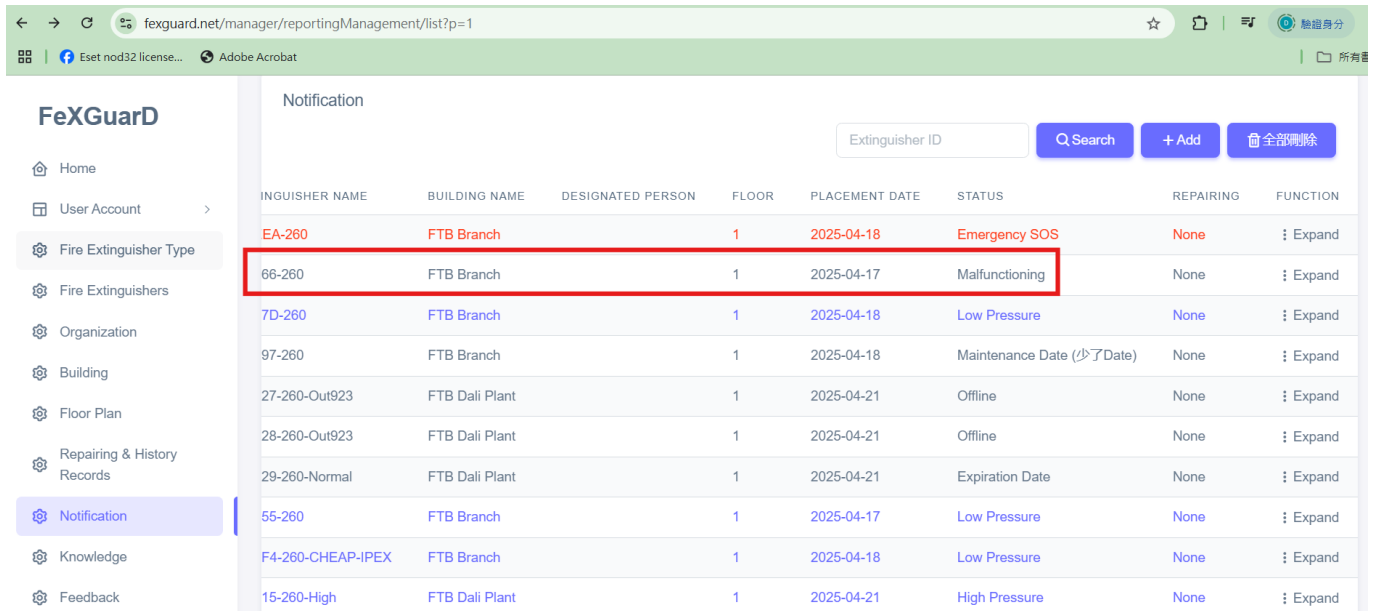 fexguard.net/manager/reportingManagement/list?p=1
驗證身分
Eset nod32 license... Adobe Acrobat
所有書
FeXGuarD
Home
User Account
Fire Extinguisher Type
Fire Extinguishers
Organization
Building
Floor Plan
Repairing & History
Records
Notification
Knowledge
Feedback
Notification
Extinguisher ID Search + Add 全部刪除
INGUISHER NAME BUILDING NAME DESIGNATED PERSON FLOOR PLACEMENT DATE STATUS REPAIRING FUNCTION
EA-260 FTB Branch 1 2025-04-18 Emergency SOS None Expand
66-260 FTB Branch 1 2025-04-17 Malfunctioning None Expand
7D-260 FTB Branch 1 2025-04-18 Low Pressure None Expand
97-260 FTB Branch 1 2025-04-18 Maintenance Date (少了Date) None Expand
27-260-Out923 FTB Dali Plant 1 2025-04-21 Offline None Expand
28-260-Out923 FTB Dali Plant 1 2025-04-21 Offline None Expand
29-260-Normal FTB Dali Plant 1 2025-04-21 Expiration Date None Expand
55-260 FTB Branch 1 2025-04-17 Low Pressure None Expand
F4-260-CHEAP-IPEX FTB Branch 1 2025-04-18 Low Pressure None Expand
15-260-High FTB Dali Plant 1 2025-04-21 High Pressure None Expand